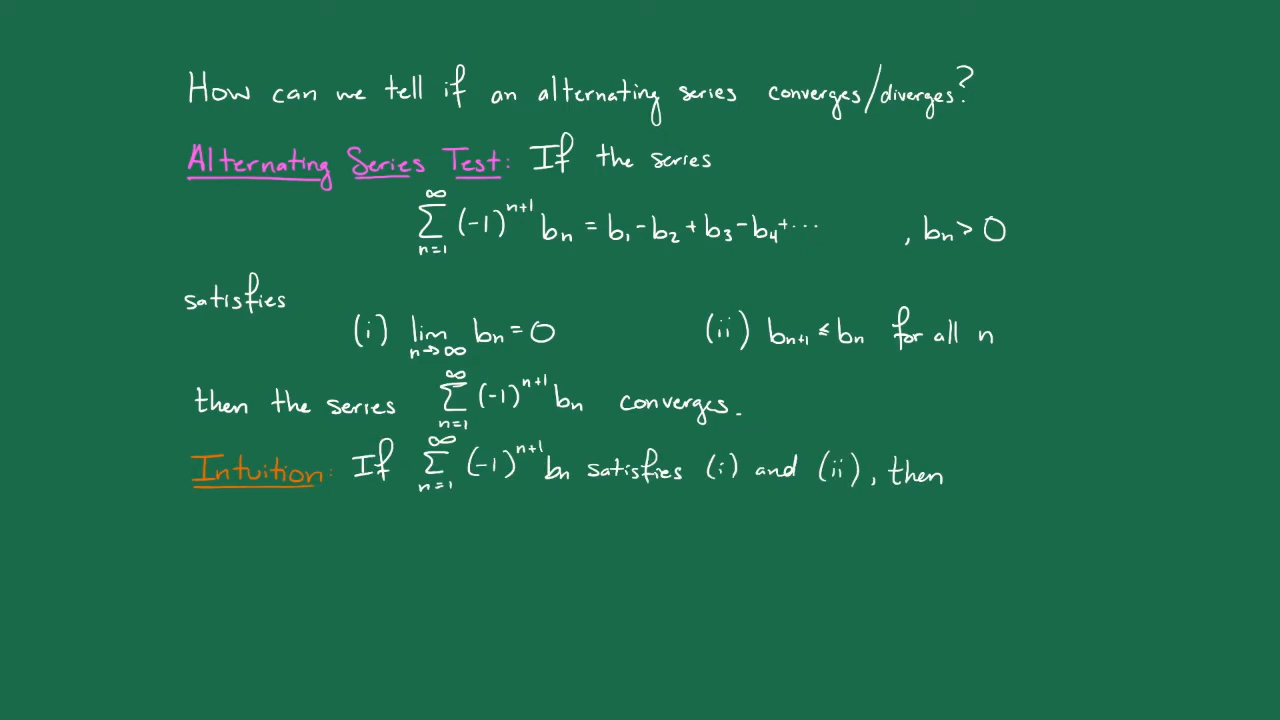 How can we tell if an alternating series converges/diverges?
Alternating Series Test: If the series
∑_{n=1}^{∞} (-1)^{n+1} b_n = b_1 - b_2 + b_3 - b_4 + ⋯ , b_n > 0
satisfies
(i) lim_{n→∞} b_n = 0 (ii) b_{n+1} ≤ b_n for all n
then the series ∑_{n=1}^{∞} (-1)^{n+1} b_n converges.
Intuition: If ∑_{n=1}^{∞} (-1)^{n+1} b_n satisfies (i) and (ii), then